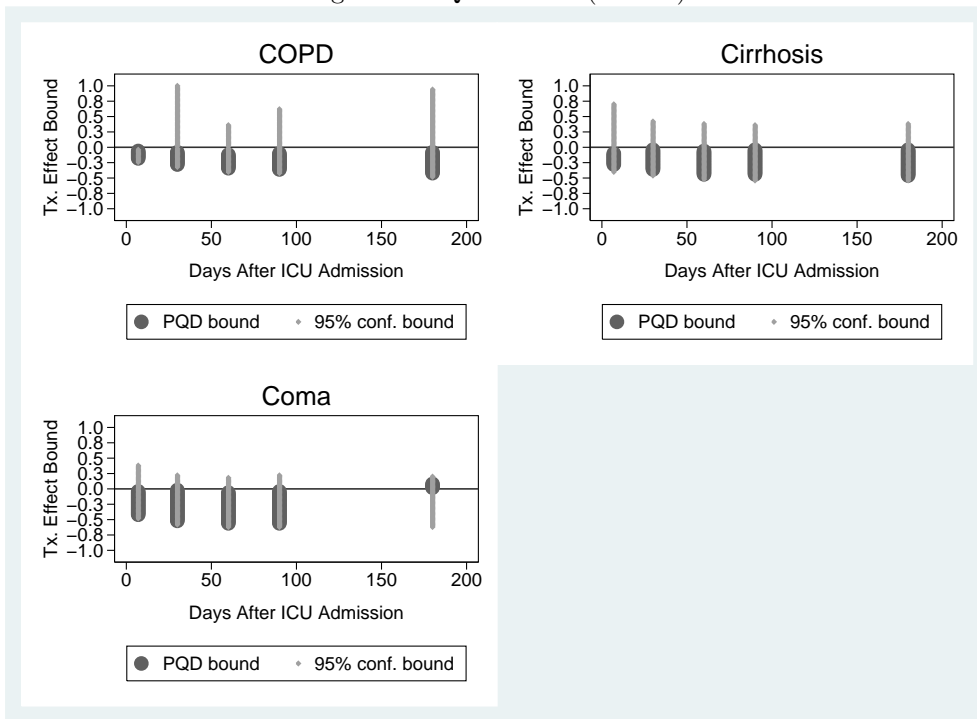 COPD
Tx. Effect Bound
1.0
0.8
0.5
0.3
0.0
−0.3
−0.5
−0.8
−1.0
0 50 100 150 200
Days After ICU Admission
PQD bound 95% conf. bound
Cirrhosis
Tx. Effect Bound
1.0
0.8
0.5
0.3
0.0
−0.3
−0.5
−0.8
−1.0
0 50 100 150 200
Days After ICU Admission
PQD bound 95% conf. bound
Coma
Tx. Effect Bound
1.0
0.8
0.5
0.3
0.0
−0.3
−0.5
−0.8
−1.0
0 50 100 150 200
Days After ICU Admission
PQD bound 95% conf. bound